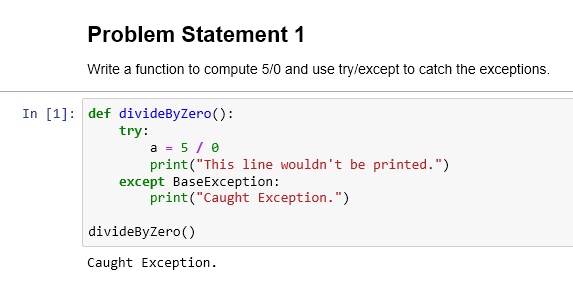 Problem Statement 1
Write a function to compute 5/0 and use try/except to catch the exceptions.
In [1]: def divideByZero():
    try:
        a = 5 / 0
        print("This line wouldn't be printed.")
    except BaseException:
        print("Caught Exception.")

divideByZero()
Caught Exception.